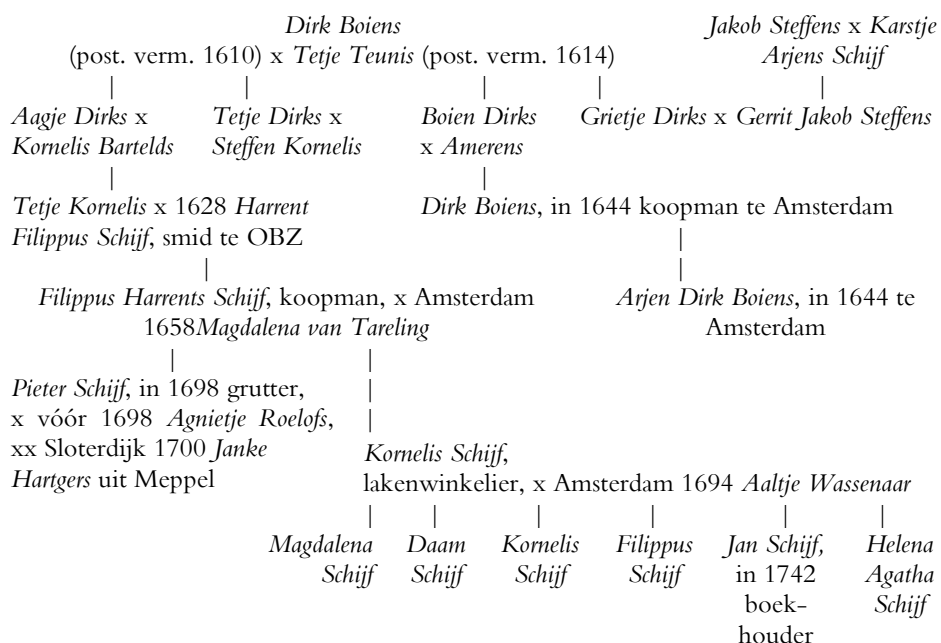 Dirk Boiens
Jakob Steffens x Karstje
(post. verm. 1610) x Tetje Teunis (post. verm. 1614)
Arjens Schijf
Aagje Dirks x
Kornelis Bartelds
Tetje Dirks x
Steffen Kornelis
Boien Dirks
x Amerens
Grietje Dirks x Gerrit Jakob Steffens
Tetje Kornelis x 1628 Harrent
Filippus Schijf, smid te OBZ
Dirk Boiens, in 1644 koopman te Amsterdam
Filippus Harrents Schijf, koopman, x Amsterdam
1658Magdalena van Tareling
Arjen Dirk Boiens, in 1644 te
Amsterdam
Pieter Schijf, in 1698 grutter,
x vóór 1698 Agnietje Roelofs,
xx Sloterdijk 1700 Janke
Hartgers uit Meppel
Kornelis Schijf,
lakenwinkelier, x Amsterdam 1694 Aaltje Wassenaar
Magdalena
Schijf
Daam
Schijf
Kornelis
Schijf
Filippus
Schijf
Jan Schijf,
in 1742
boek-
houder
Helena
Agatha
Schijf